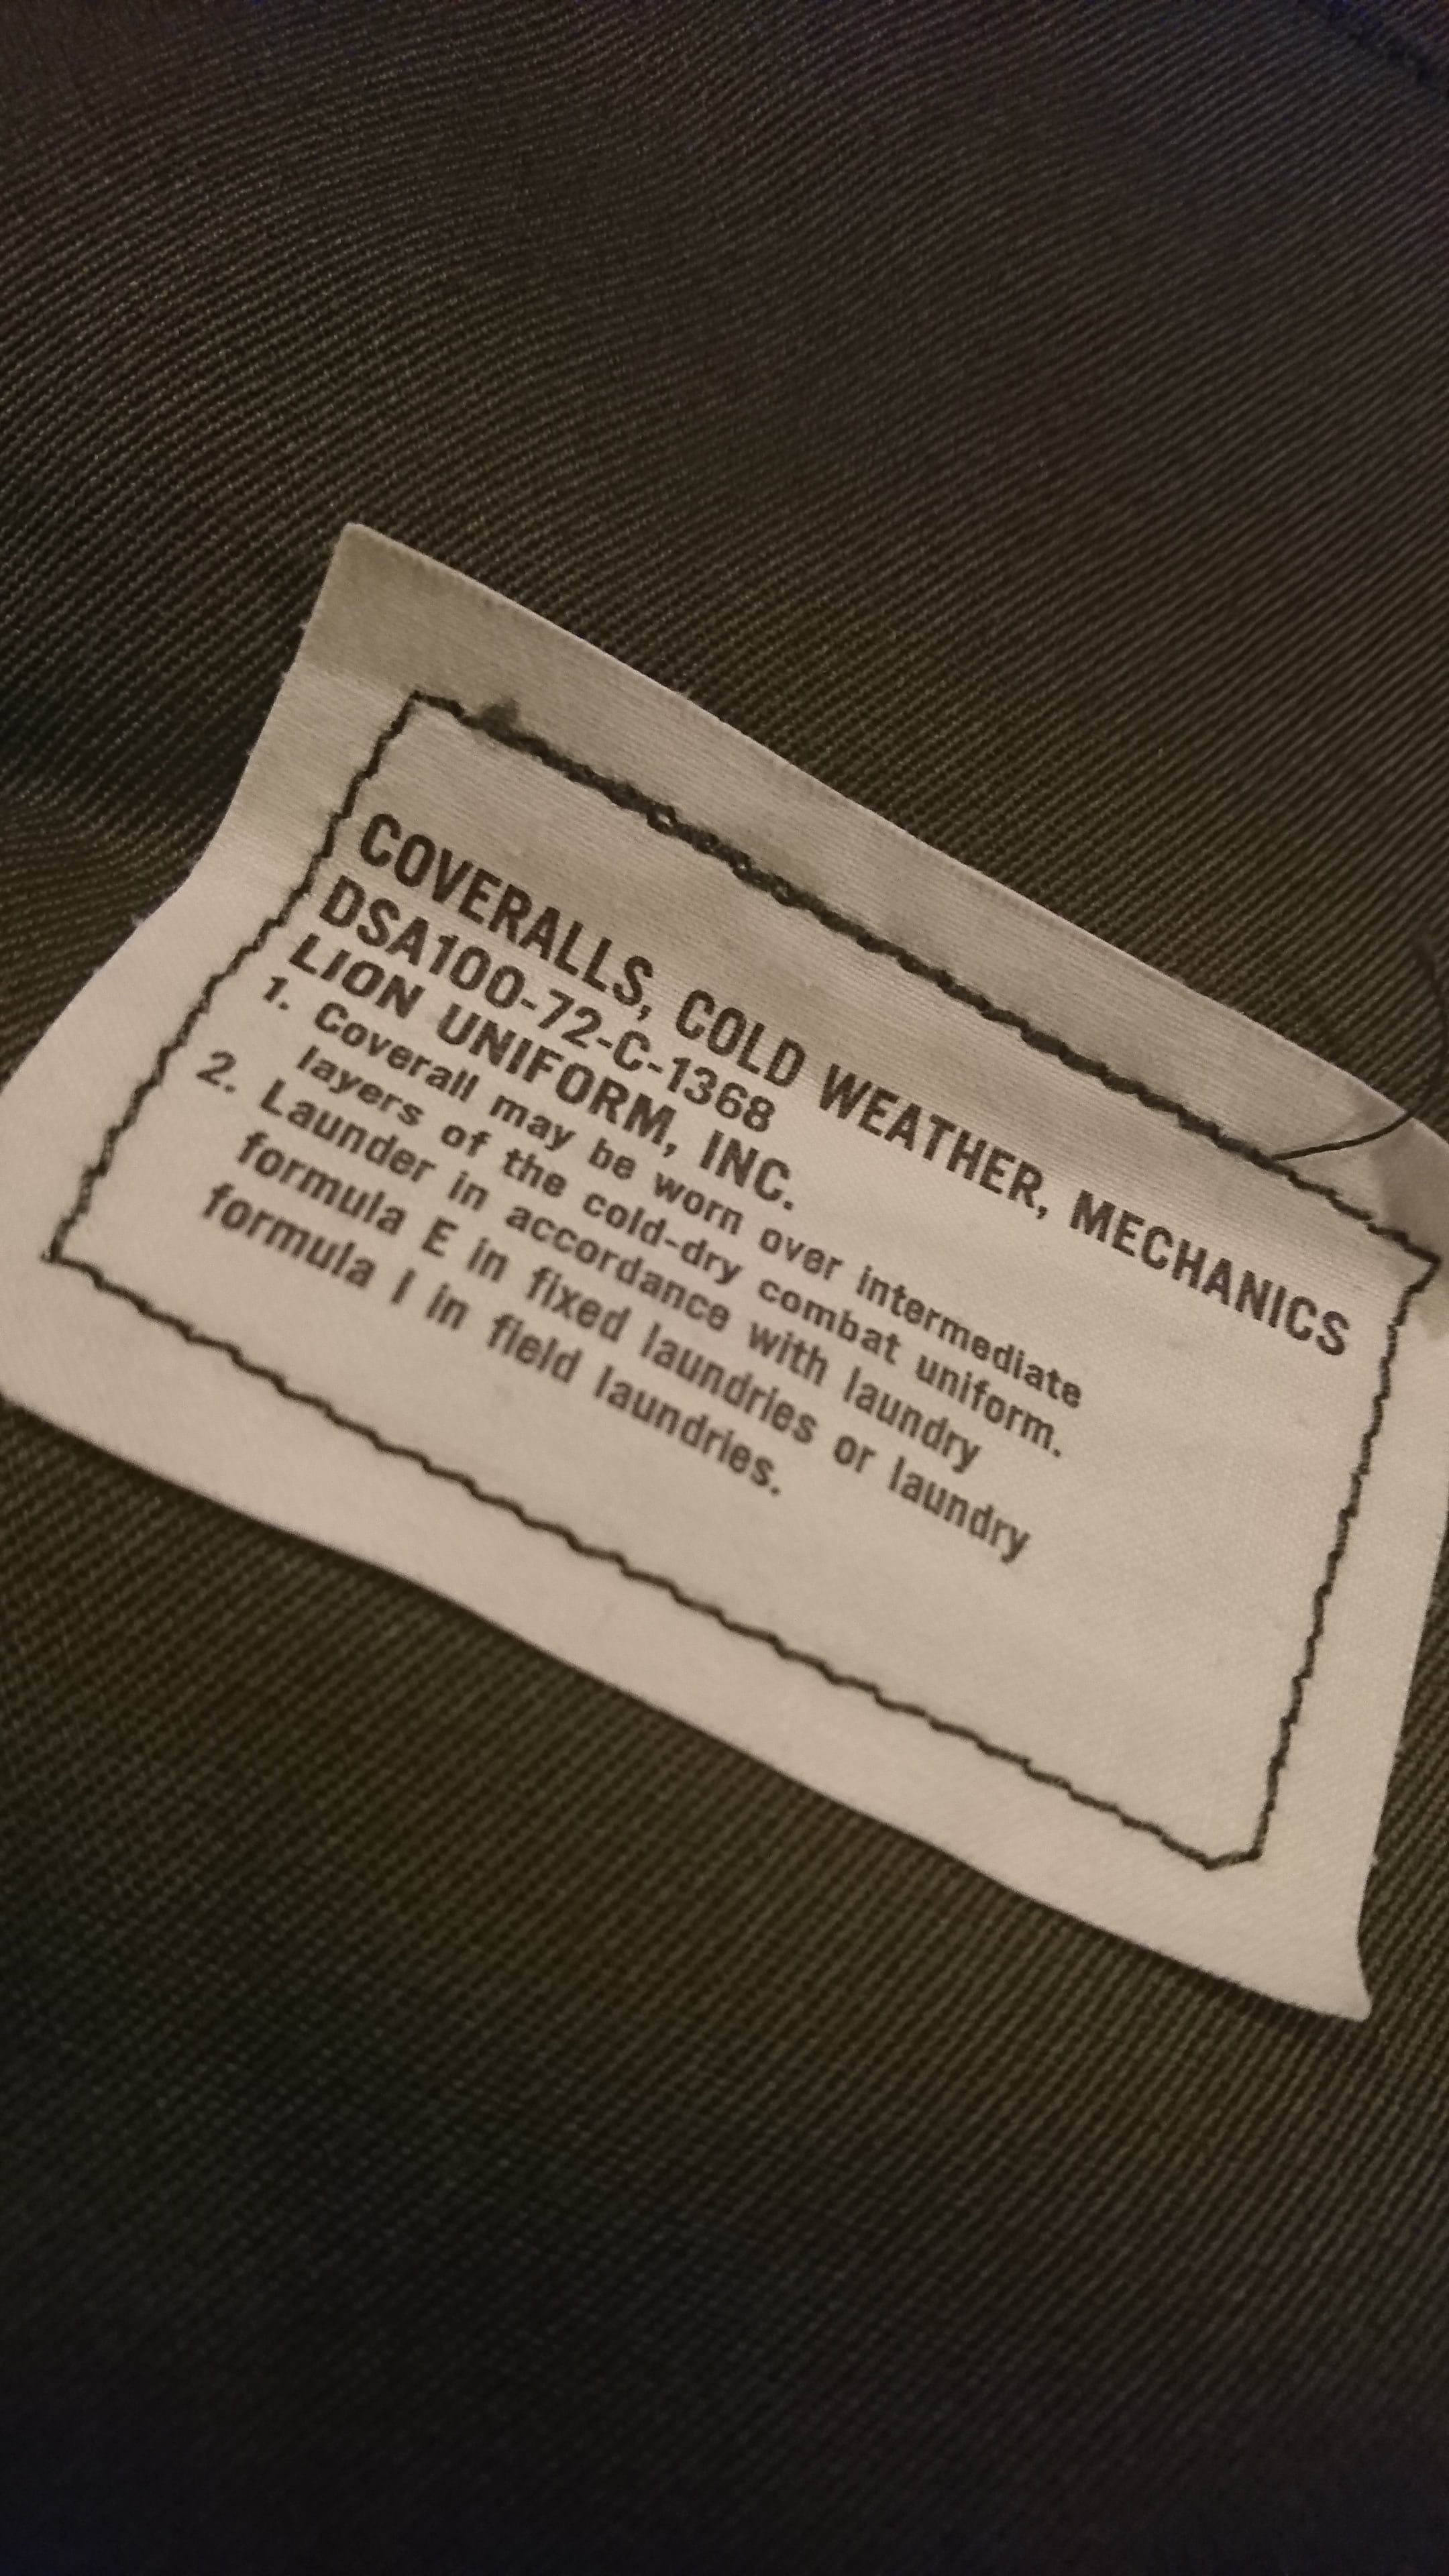 COVERALLS, COLD WEATHER, MECHANICS
DSA100-72-C-1368
LION UNIFORM, INC.
1. Coverall may be worn over intermediate
layers of the cold-dry combat uniform.
2. Launder in accordance with laundry
formula E in fixed laundries or laundry
formula I in field laundries.